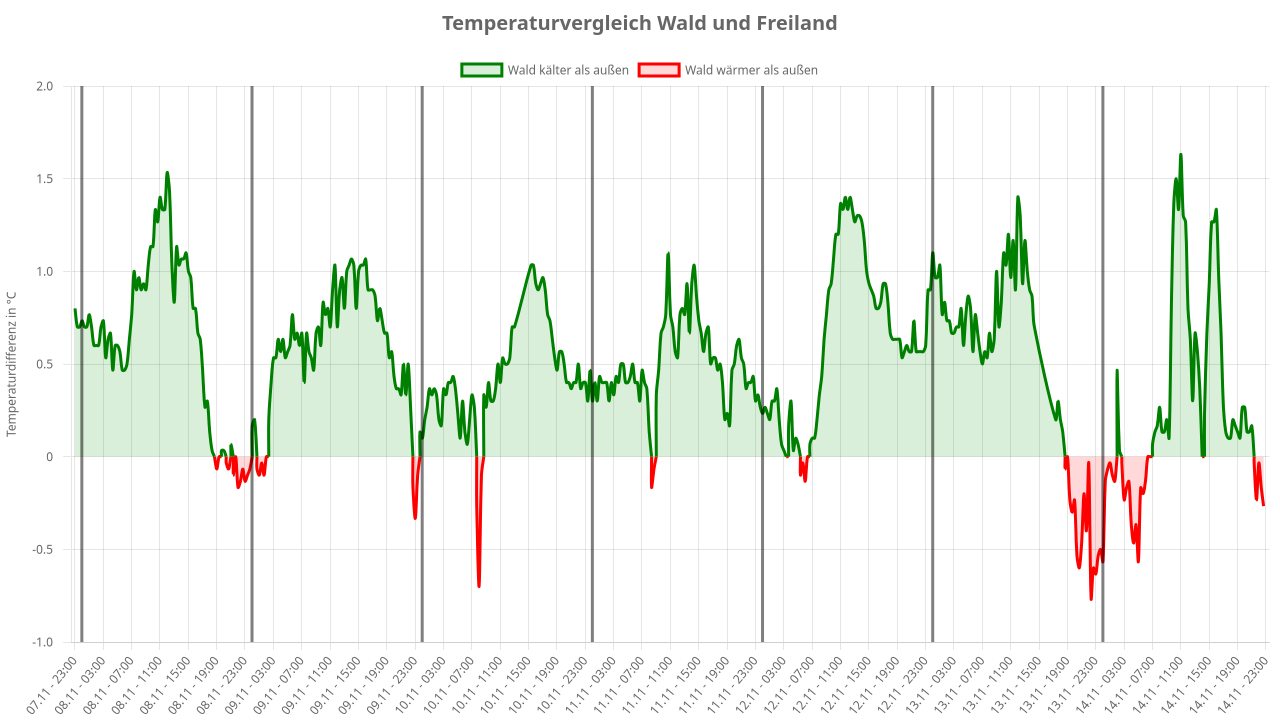 Temperaturvergleich Wald und Freiland
Wald kälter als außen
Wald wärmer als außen
Temperaturdifferenz in °C
2.0
1.5
1.0
0.5
0
-0.5
-1.0
07.11 - 23:00
08.11 - 03:00
08.11 - 07:00
08.11 - 11:00
08.11 - 15:00
08.11 - 19:00
08.11 - 23:00
09.11 - 03:00
09.11 - 07:00
09.11 - 11:00
09.11 - 15:00
09.11 - 19:00
09.11 - 23:00
10.11 - 03:00
10.11 - 07:00
10.11 - 11:00
10.11 - 15:00
10.11 - 19:00
10.11 - 23:00
11.11 - 03:00
11.11 - 07:00
11.11 - 11:00
11.11 - 15:00
11.11 - 19:00
11.11 - 23:00
12.11 - 03:00
12.11 - 07:00
12.11 - 11:00
12.11 - 15:00
12.11 - 19:00
12.11 - 23:00
13.11 - 03:00
13.11 - 07:00
13.11 - 11:00
13.11 - 15:00
13.11 - 19:00
13.11 - 23:00
14.11 - 03:00
14.11 - 07:00
14.11 - 11:00
14.11 - 15:00
14.11 - 19:00
14.11 - 23:00